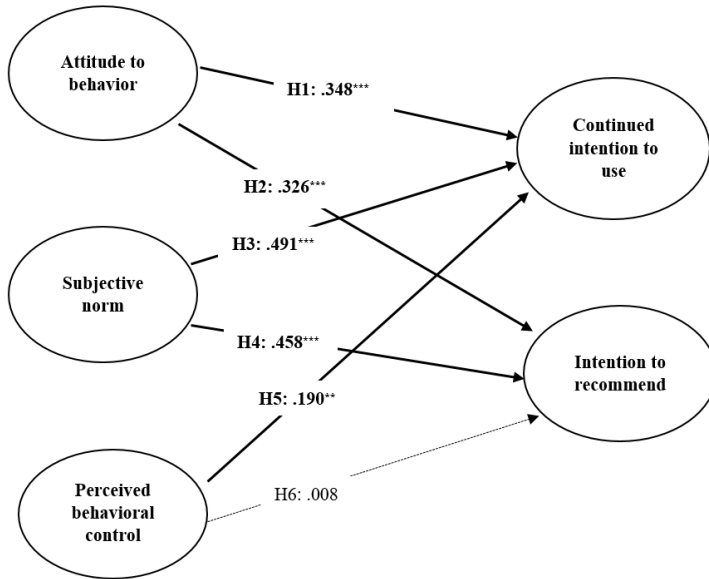 Attitude to
behavior
H1: .348***
Continued
intention to
use
H2: .326***
H3: .491***
Subjective
norm
H4: .458***
Intention to
recommend
H5: .190**
Perceived
behavioral
control
H6: .008